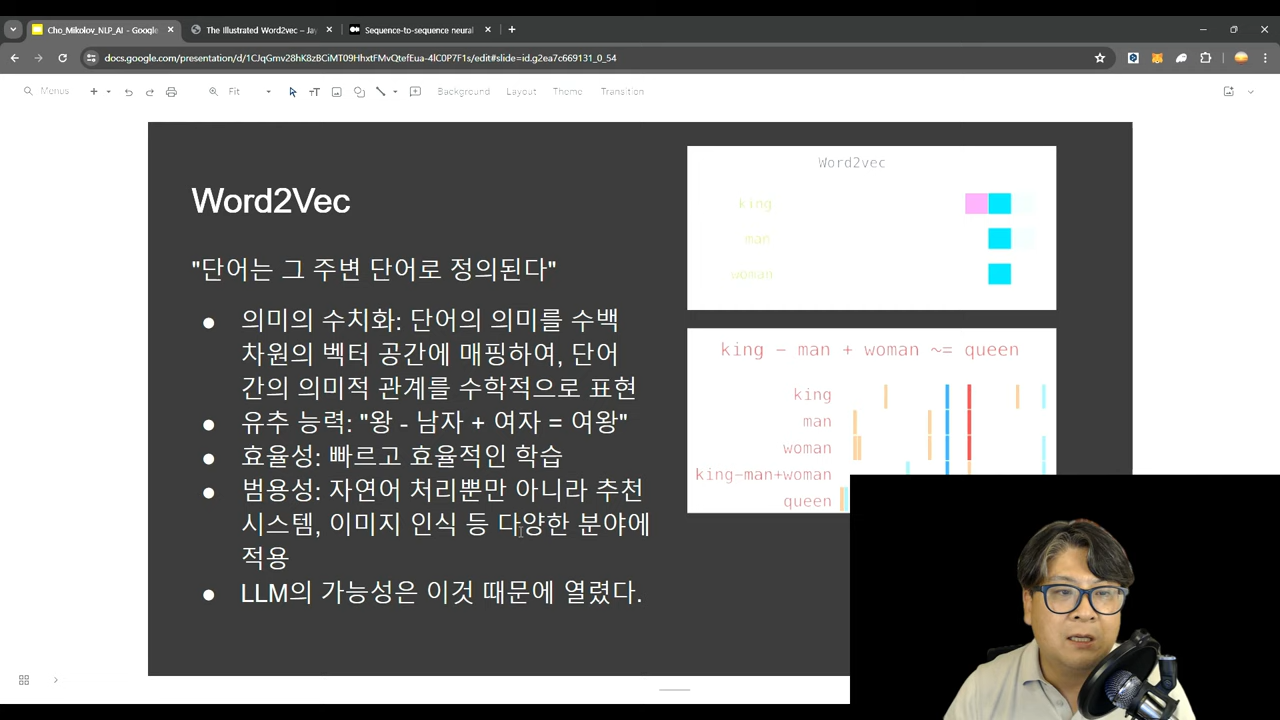 Cho_Mikolov_NLP_AI - Google
The Illustrated Word2vec – Jay
Sequence-to-sequence neural
docs.google.com/presentation/d/1CJqGmv28hK8zBCiMT09HhxtFMvQtefEua-4lC0P7F1s/edit#slide=id.g2ea7c669131_0_54
Menus
Fit
Background
Layout
Theme
Transition
Word2Vec
"단어는 그 주변 단어로 정의된다"
● 의미의 수치화: 단어의 의미를 수백
차원의 벡터 공간에 매핑하여, 단어
간의 의미적 관계를 수학적으로 표현
● 유추 능력: "왕 - 남자 + 여자 = 여왕"
● 효율성: 빠르고 효율적인 학습
● 범용성: 자연어 처리뿐만 아니라 추천
시스템, 이미지 인식 등 다양한 분야에
적용
● LLM의 가능성은 이것 때문에 열렸다.
Word2vec
king
man
woman
king − man + woman ~= queen
king
man
woman
king−man+woman
queen